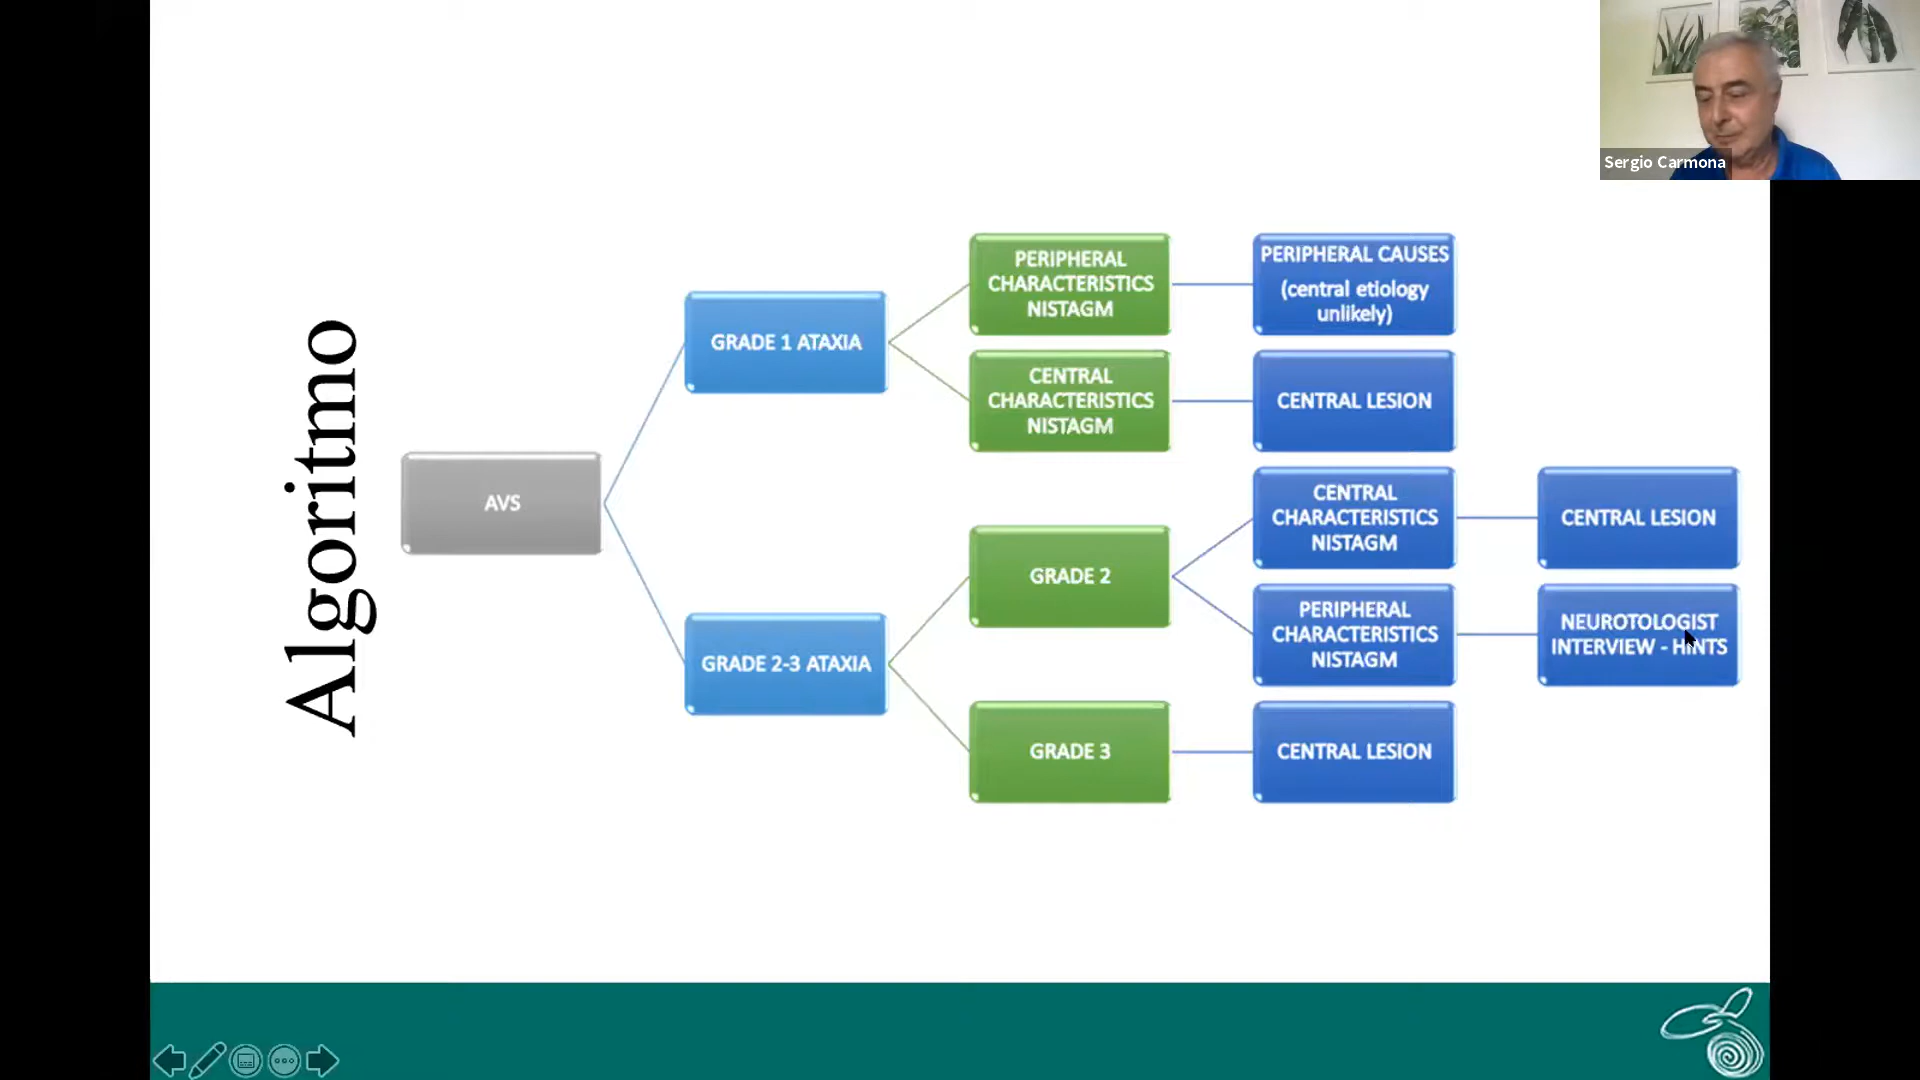 Sergio Carmona
Algoritmo
AVS
GRADE 1 ATAXIA
PERIPHERAL
CHARACTERISTICS
NISTAGM
PERIPHERAL CAUSES
(central etiology
unlikely)
CENTRAL
CHARACTERISTICS
NISTAGM
CENTRAL LESION
GRADE 2-3 ATAXIA
GRADE 2
CENTRAL
CHARACTERISTICS
NISTAGM
CENTRAL LESION
PERIPHERAL
CHARACTERISTICS
NISTAGM
NEUROTOLOGIST
INTERVIEW - HINTS
GRADE 3
CENTRAL LESION